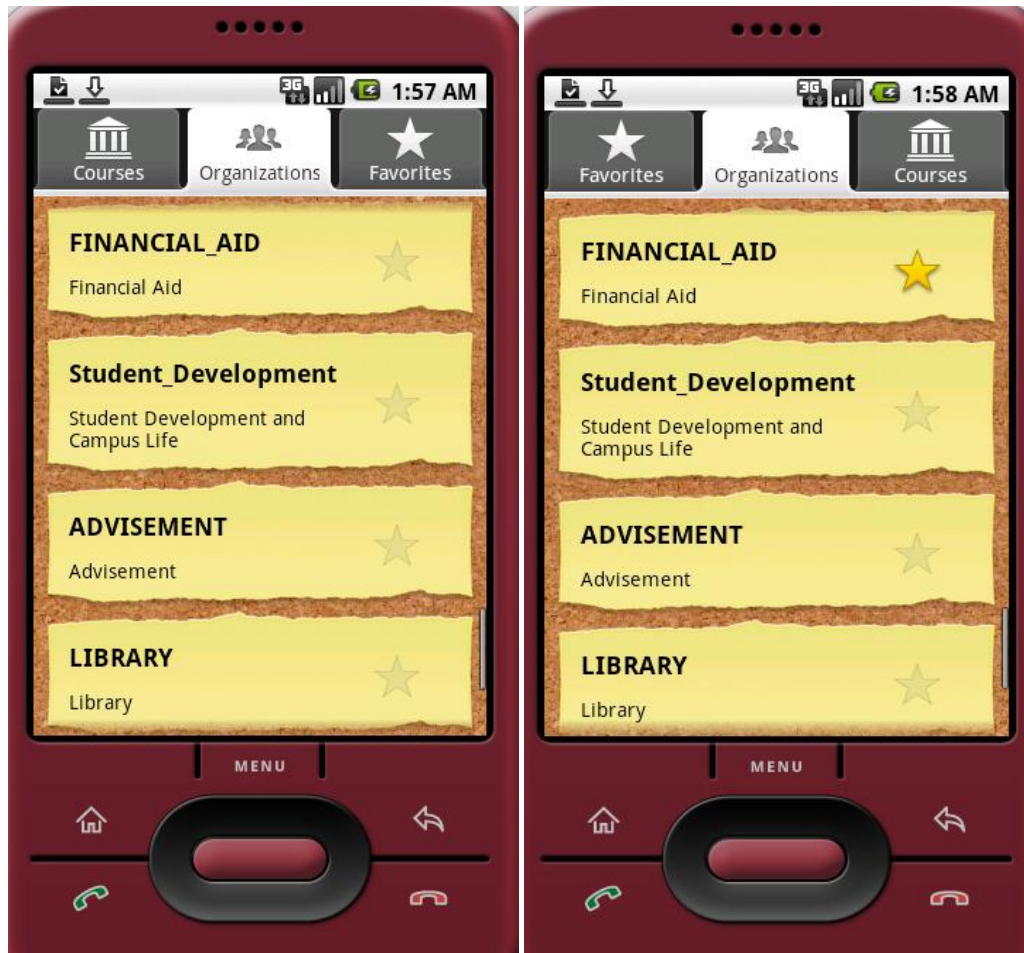 3G 1:57 AM
Courses Organizations Favorites
FINANCIAL_AID
Financial Aid
Student_Development
Student Development and
Campus Life
ADVISEMENT
Advisement
LIBRARY
Library
MENU
3G 1:58 AM
Favorites Organizations Courses
FINANCIAL_AID
Financial Aid
Student_Development
Student Development and
Campus Life
ADVISEMENT
Advisement
LIBRARY
Library
MENU